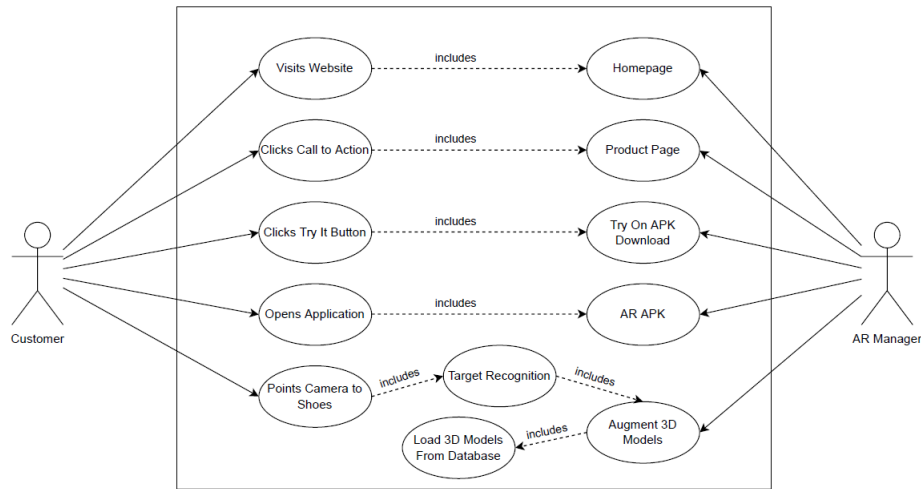 Visits Website
includes
Homepage
Clicks Call to Action
includes
Product Page
Clicks Try It Button
includes
Try On APK
Download
Customer
AR Manager
Opens Application
includes
AR APK
Points Camera to
Shoes
includes
Target Recognition
includes
Augment 3D
Models
includes
Load 3D Models
From Database